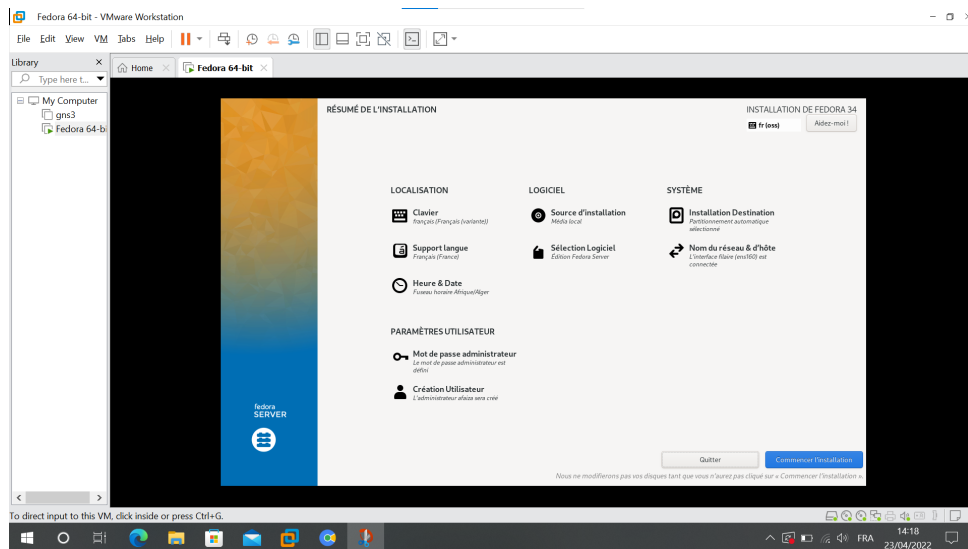 Fedora 64-bit - VMware Workstation
File Edit View VM Tabs Help
Library
Type here t...
Home
Fedora 64-bit
My Computer
gns3
Fedora 64-bi
RÉSUMÉ DE L'INSTALLATION
INSTALLATION DE FEDORA 34
fr (oss)
Aidez-moi !
LOCALISATION
LOGICIEL
SYSTÈME
Clavier
français (Français (variante))
Source d'installation
Média local
Installation Destination
Partitionnement automatique
sélectionné
Support langue
Français (France)
Sélection Logiciel
Édition Fedora Server
Nom du réseau & d'hôte
L'interface filaire (ens160) est
connectée
Heure & Date
Fuseau horaire Afrique/Alger
PARAMÈTRES UTILISATEUR
Mot de passe administrateur
Le mot de passe administrateur est
défini
Création Utilisateur
L'administrateur afaiza sera créé
fedora
SERVER
Quitter
Commencer l'installation
Nous ne modifierons pas vos disques tant que vous n'aurez pas cliqué sur « Commencer l'installation ».
To direct input to this VM, click inside or press Ctrl+G.
FRA
14:18
23/04/2022